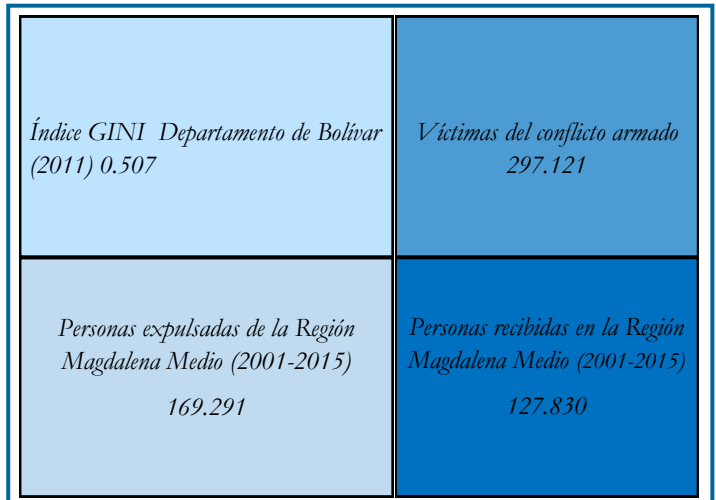 Índice GINI Departamento de Bolívar
(2011) 0.507
Víctimas del conflicto armado
297.121
Personas expulsadas de la Región
Magdalena Medio (2001-2015)
169.291
Personas recibidas en la Región
Magdalena Medio (2001-2015)
127.830